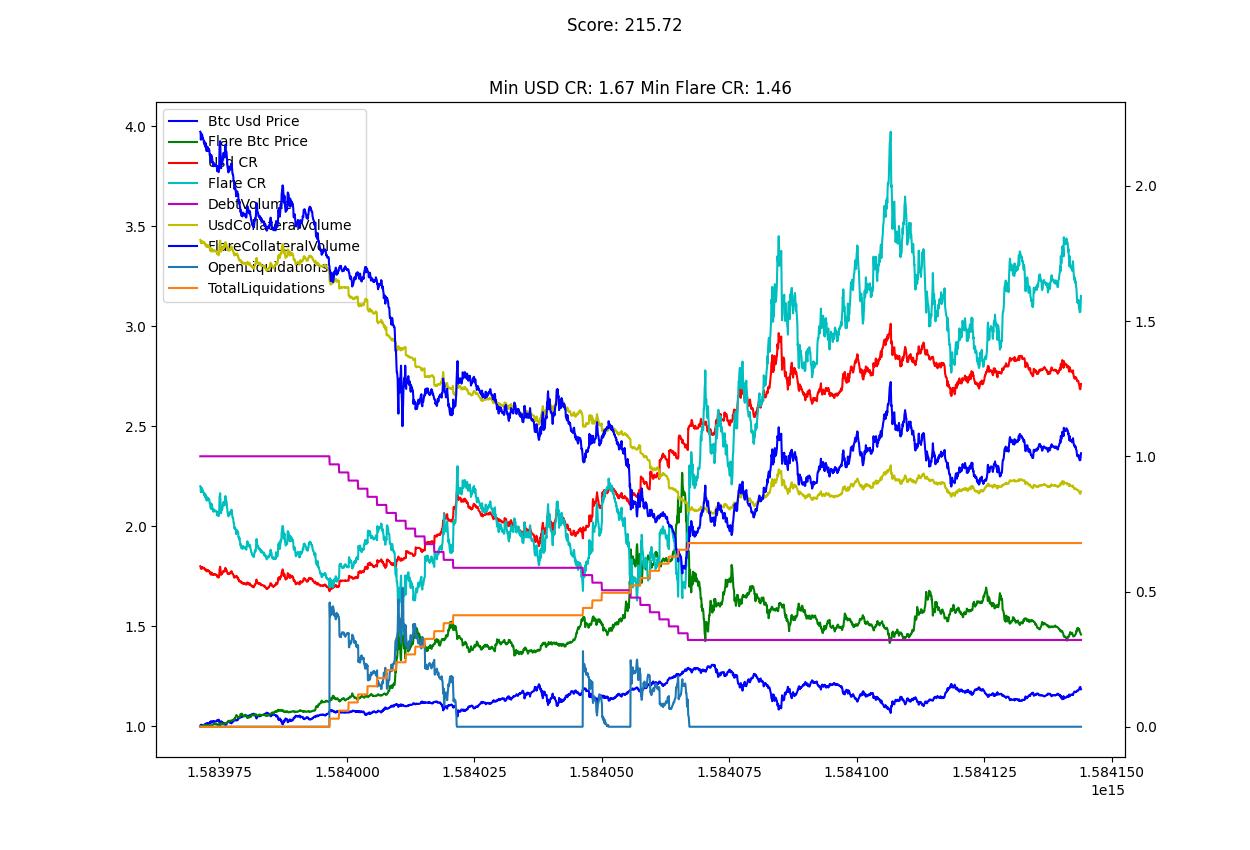 Score: 215.72
Min USD CR: 1.67 Min Flare CR: 1.46
Btc Usd Price
Flare Btc Price
Usd CR
Flare CR
DebtVolume
UsdCollateralVolume
FlareCollateralVolume
OpenLiquidations
TotalLiquidations
4.0
3.5
3.0
2.5
2.0
1.5
1.0
2.0
1.5
1.0
0.5
0.0
1.583975 1.584000 1.584025 1.584050 1.584075 1.584100 1.584125 1.584150
1e15